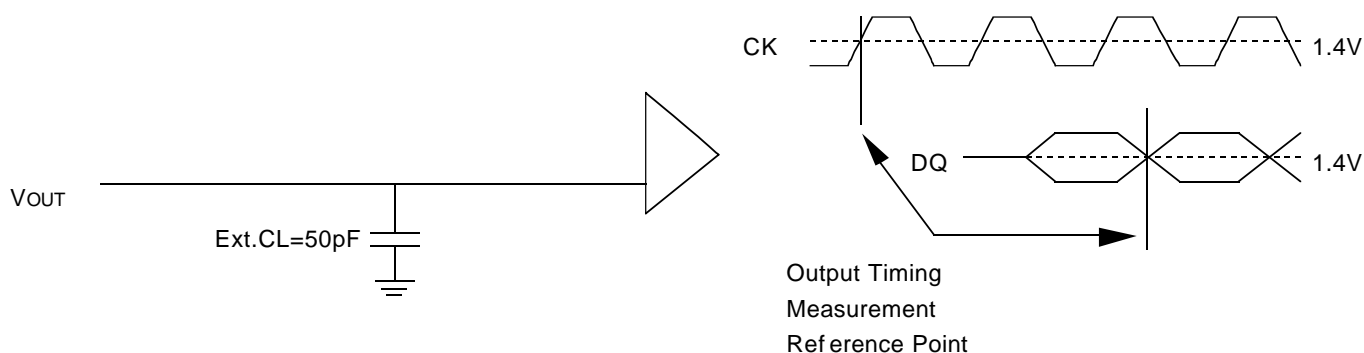 CK
1.4V
DQ
1.4V
VOUT
Ext.CL=50pF
Output Timing
Measurement
Ref erence Point